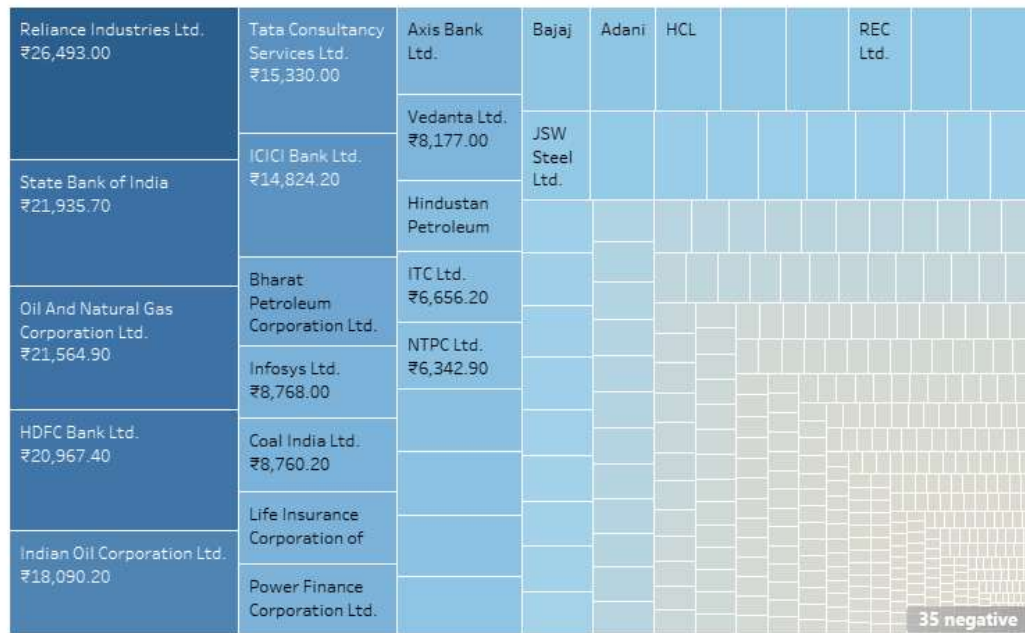 Reliance Industries Ltd.
₹26,493.00
State Bank of India
₹21,935.70
Oil And Natural Gas
Corporation Ltd.
₹21,564.90
HDFC Bank Ltd.
₹20,967.40
Indian Oil Corporation Ltd.
₹18,090.20
Tata Consultancy
Services Ltd.
₹15,330.00
ICICI Bank Ltd.
₹14,824.20
Bharat
Petroleum
Corporation Ltd.
Infosys Ltd.
₹8,768.00
Coal India Ltd.
₹8,760.20
Life Insurance
Corporation of
Power Finance
Corporation Ltd.
Axis Bank
Ltd.
Vedanta Ltd.
₹8,177.00
Hindustan
Petroleum
ITC Ltd.
₹6,656.20
NTPC Ltd.
₹6,342.90
Bajaj
JSW
Steel
Ltd.
Adani
HCL
REC
Ltd.
35 negative